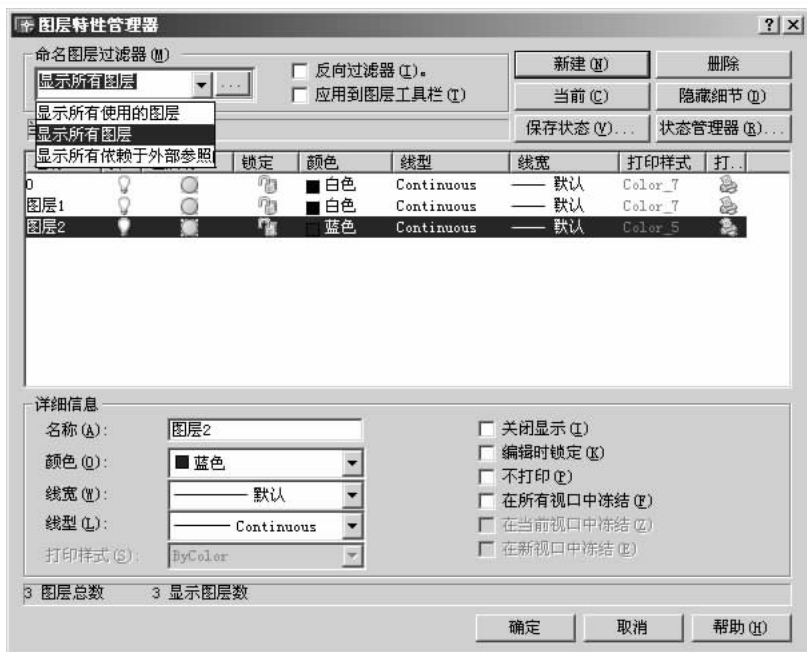 图层特性管理器
命名图层过滤器(M)
显示所有图层
...
显示所有使用的图层
显示所有图层
显示所有依赖于外部参照
反向过滤器(I)。
应用到图层工具栏(T)
新建(N) 删除
当前(C) 隐藏细节(D)
保存状态(V)... 状态管理器(R)...
锁定 颜色 线型 线宽 打印样式 打..
0 白色 Continuous 默认 Color_7
图层1 白色 Continuous 默认 Color_7
图层2 蓝色 Continuous 默认 Color_5
详细信息
名称(A): 图层2
颜色(O): 蓝色
线宽(W): 默认
线型(L): Continuous
打印样式(S): ByColor
关闭显示(I)
编辑时锁定(K)
不打印(P)
在所有视口中冻结(F)
在当前视口中冻结(Z)
在新视口中冻结(E)
3 图层总数 3 显示图层数
确定 取消 帮助(H)